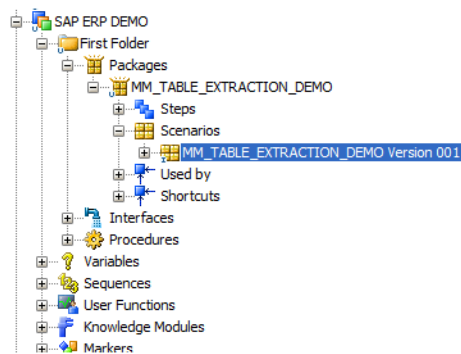 SAP ERP DEMO
First Folder
Packages
MM_TABLE_EXTRACTION_DEMO
Steps
Scenarios
MM_TABLE_EXTRACTION_DEMO Version 001
Used by
Shortcuts
Interfaces
Procedures
Variables
Sequences
User Functions
Knowledge Modules
Markers